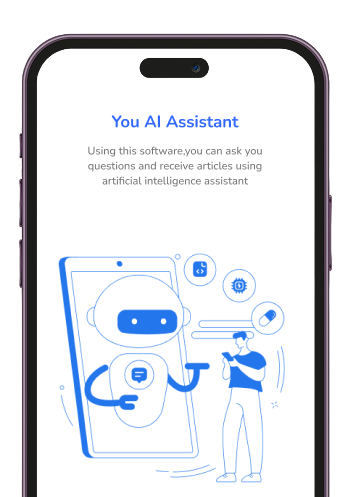 You AI Assistant
Using this software,you can ask you
questions and receive articles using
artificial intelligence assistant